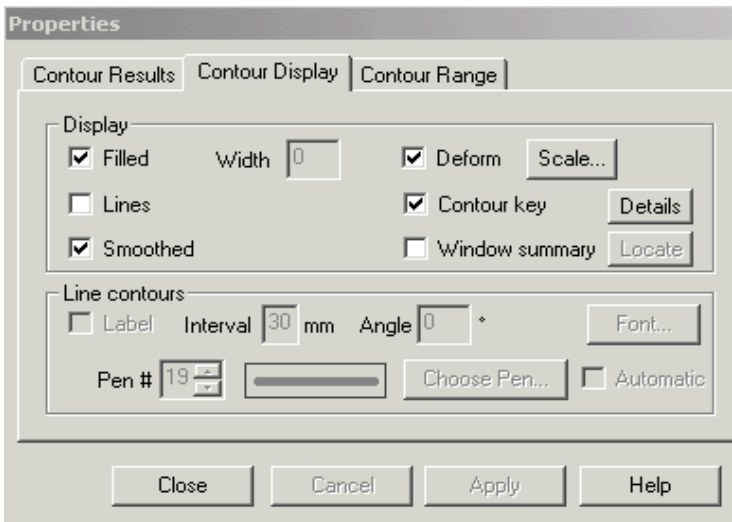 Properties
Contour Results Contour Display Contour Range
Display
Filled Width 0 Deform Scale...
Lines Contour key Details
Smoothed Window summary Locate
Line contours
Label Interval 30 mm Angle 0 ° Font...
Pen # 19 Choose Pen... Automatic
Close Cancel Apply Help